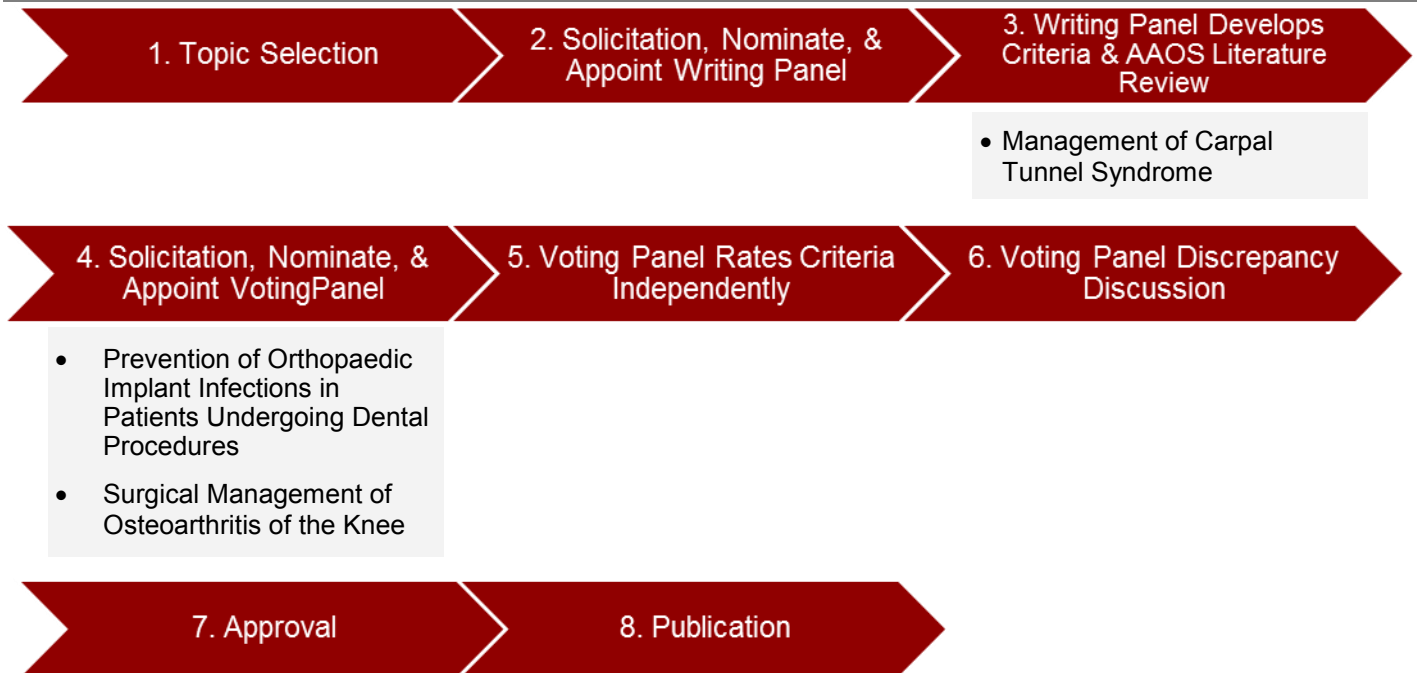 1. Topic Selection
2. Solicitation, Nominate, &
Appoint Writing Panel
3. Writing Panel Develops
Criteria & AAOS Literature
Review
• Management of Carpal
Tunnel Syndrome
4. Solicitation, Nominate, &
Appoint VotingPanel
5. Voting Panel Rates Criteria
Independently
6. Voting Panel Discrepancy
Discussion
• Prevention of Orthopaedic
Implant Infections in
Patients Undergoing Dental
Procedures
• Surgical Management of
Osteoarthritis of the Knee
7. Approval
8. Publication